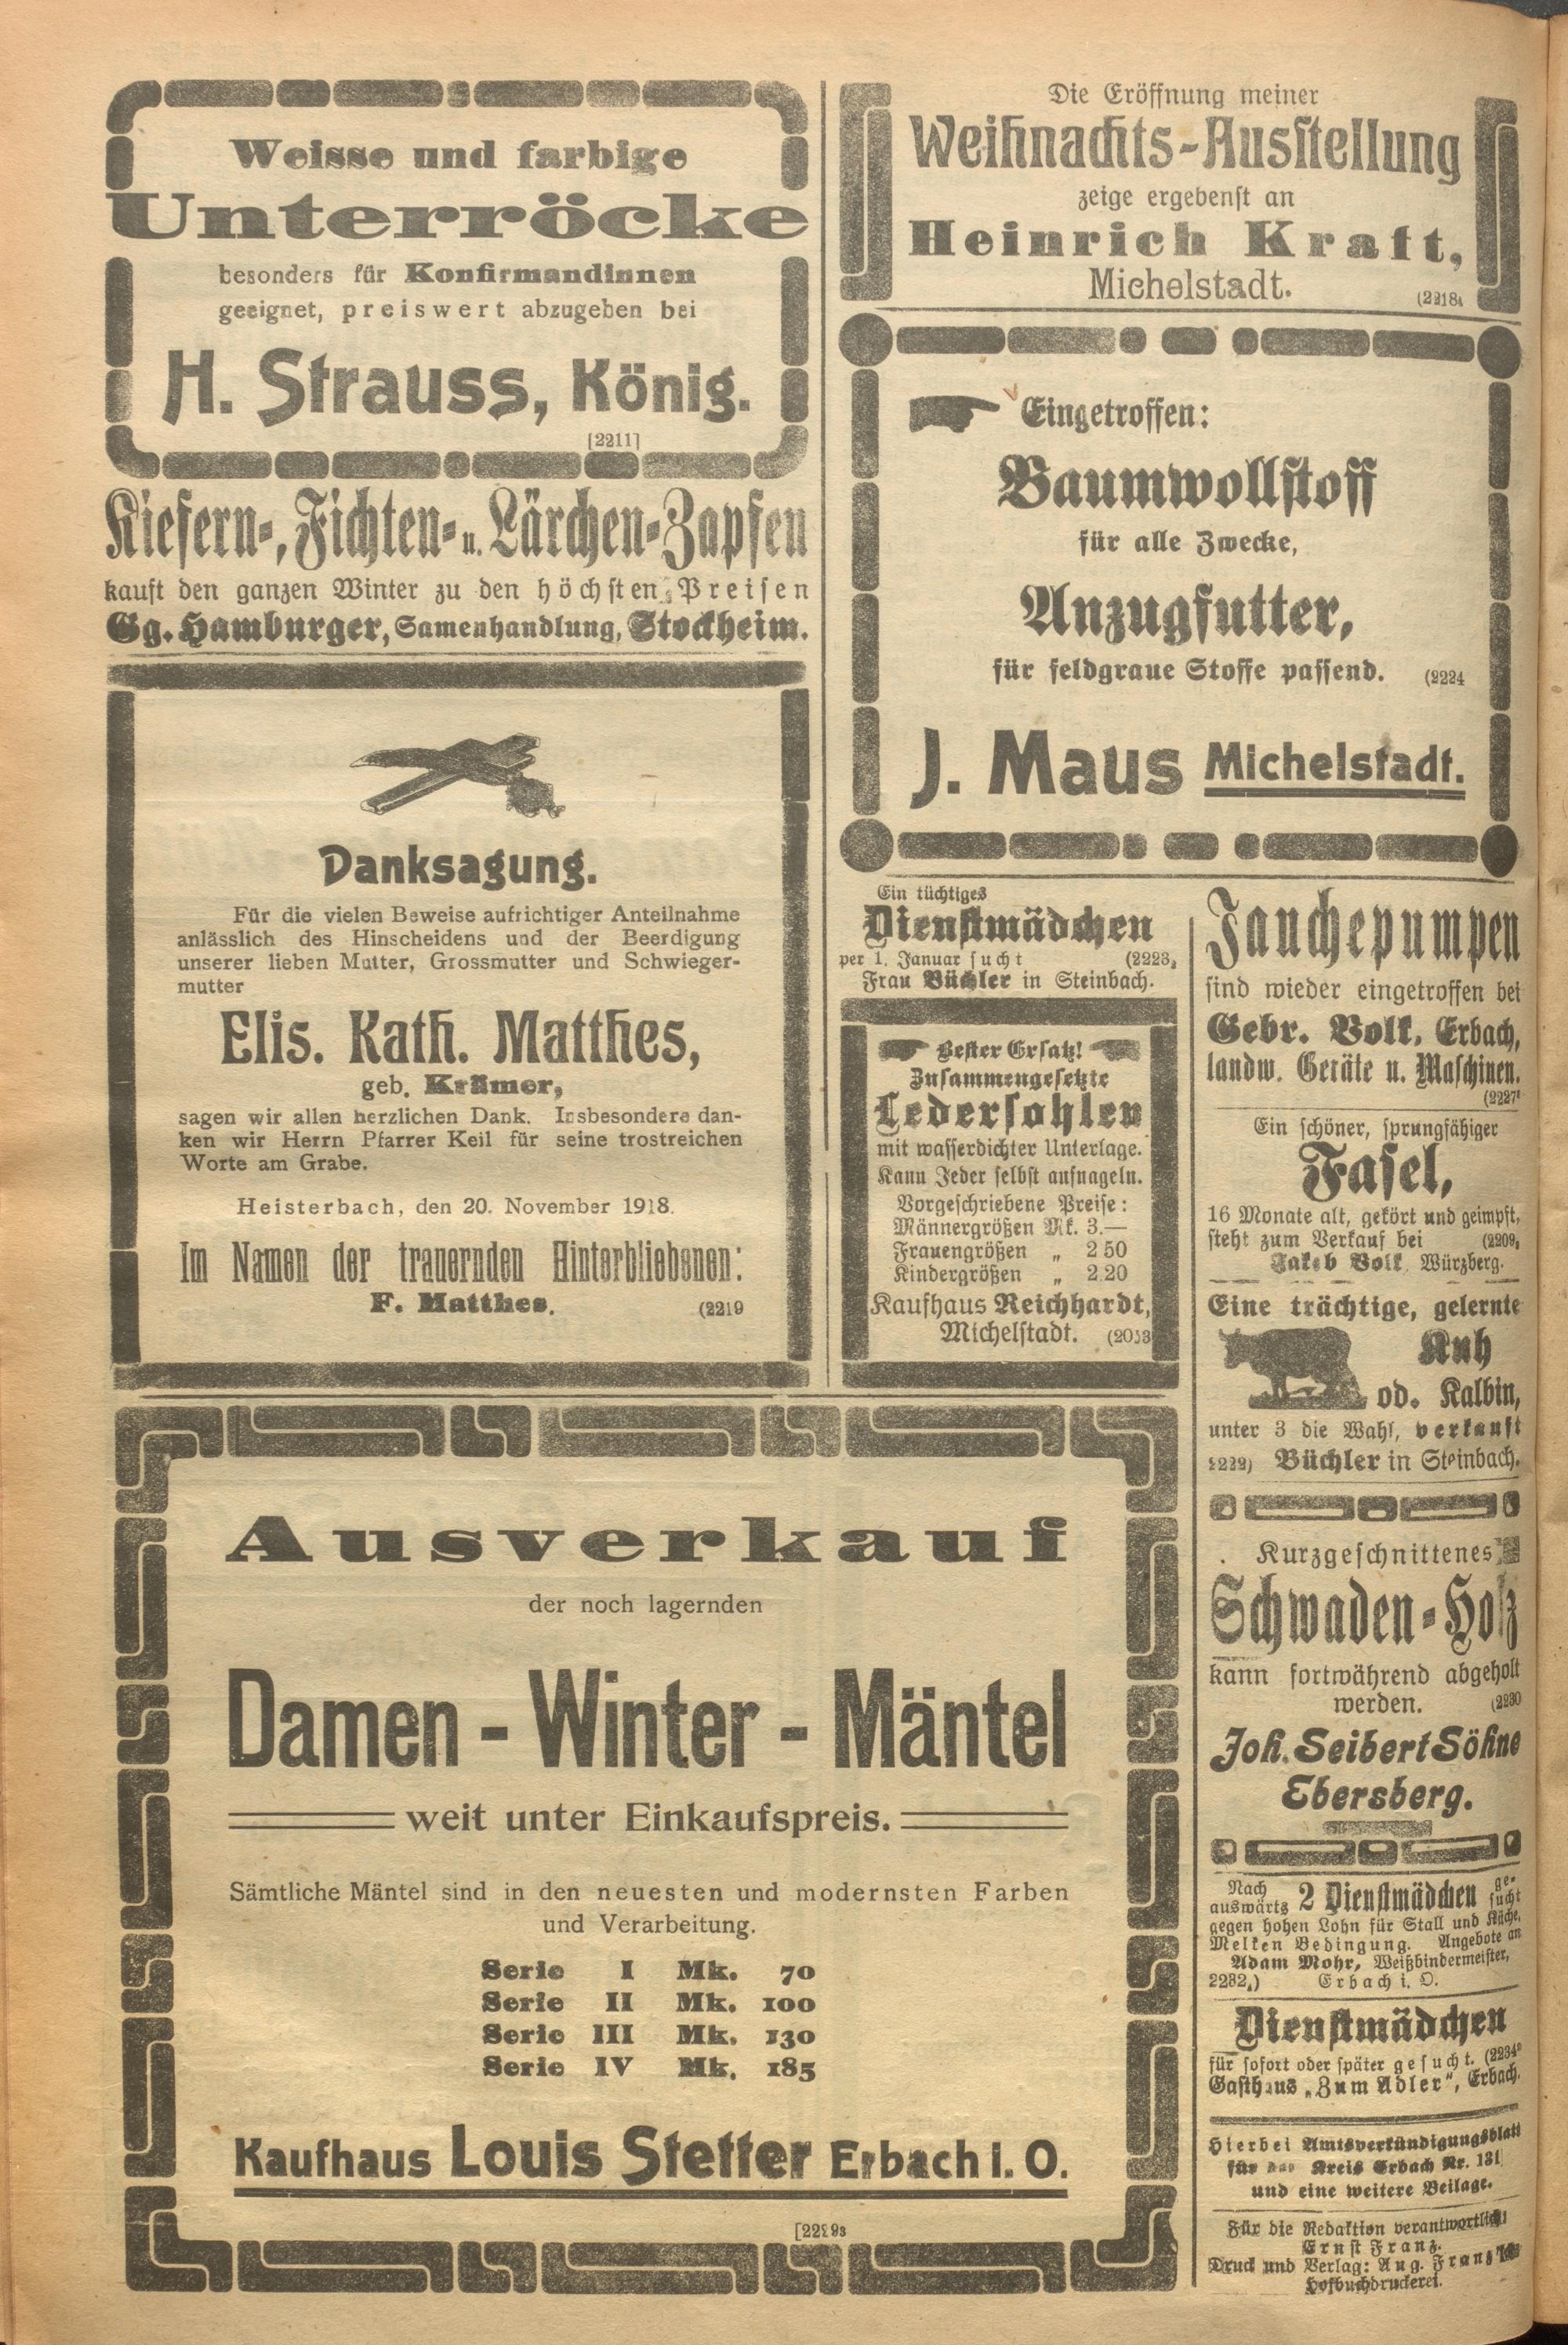 Weisse und farbige
Unterröcke
besonders für Konfirmandinnen
geeignet, preiswert abzugeben bei
H. Strauss, König.
[2211]
Kiefern-, Fichten- u. Lärchen-Zapfen
kauft den ganzen Winter zu den höchsten Preisen
Gg. Hamburger, Samenhandlung, Stockheim.
Danksagung.
Für die vielen Beweise aufrichtiger Anteilnahme
anlässlich des Hinscheidens und der Beerdigung
unserer lieben Mutter, Grossmutter und Schwieger-
mutter
Elis. Kath. Matthes,
geb. Krämer,
sagen wir allen herzlichen Dank. Insbesondere dan-
ken wir Herrn Pfarrer Keil für seine trostreichen
Worte am Grabe.
Heisterbach, den 20. November 1918.
Im Namen der trauernden Hinterbliebenen:
F. Matthes. (2219
Die Eröffnung meiner
Weihnachts-Ausstellung
zeige ergebenst an
Heinrich Kraft,
Michelstadt. (2218
Eingetroffen:
Baumwollstoff
für alle Zwecke,
Anzugfutter,
für feldgraue Stoffe passend. (2224
J. Maus Michelstadt.
Ein tüchtiges
Dienstmädchen
per 1. Januar sucht (2223
Frau Büchler in Steinbach.
Bester Ersatz!
Zusammengesetzte
Ledersohlen
mit wasserdichter Unterlage.
Kann Jeder selbst aufnageln.
Vorgeschriebene Preise:
Männergrößen Mk. 3.—
Frauengrößen „ 2 50
Kindergrößen „ 2.20
Kaufhaus Reichhardt,
Michelstadt.
Jauchepumpen
sind wieder eingetroffen bei
Gebr. Volk, Erbach,
landw. Geräte u. Maschinen.
(2227
Ein schöner, sprungfähiger
Fasel,
16 Monate alt, gekört und geimpft,
steht zum Verkauf bei (2209
Jakob Volk Würzberg.
Eine trächtige, gelernte
Kuh
od. Kalbin,
unter 3 die Wahl, verkauft
Büchler in Steinbach.
Kurzgeschnittenes
Schwaden-Holz
kann fortwährend abgeholt
werden. (2230
Joh. Seibert Söhne
Ebersberg.
Nach auswärts 2 Dienstmädchen ge-
sucht
gegen hohen Lohn für Stall und Küche,
Melken Bedingung. Angebote an
Adam Mohr, Weißbindermeister,
2232) Erbach i. O.
Dienstmädchen
für sofort oder später gesucht. (2234
Gasthaus „Zum Adler", Erbach.
Hierbei Amtsverkündigungsblatt
für das Kreis Erbach Nr. 131
und eine weitere Beilage.
Für die Redaktion verantwortlich:
Ernst Franz.
Druck und Verlag: Aug. Franz
Hofbuchdruckerei.
Ausverkauf
der noch lagernden
Damen - Winter - Mäntel
weit unter Einkaufspreis.
Sämtliche Mäntel sind in den neuesten und modernsten Farben
und Verarbeitung.
Serie I Mk. 70
Serie II Mk. 100
Serie III Mk. 130
Serie IV Mk. 185
Kaufhaus Louis Stetter Erbach i. O.